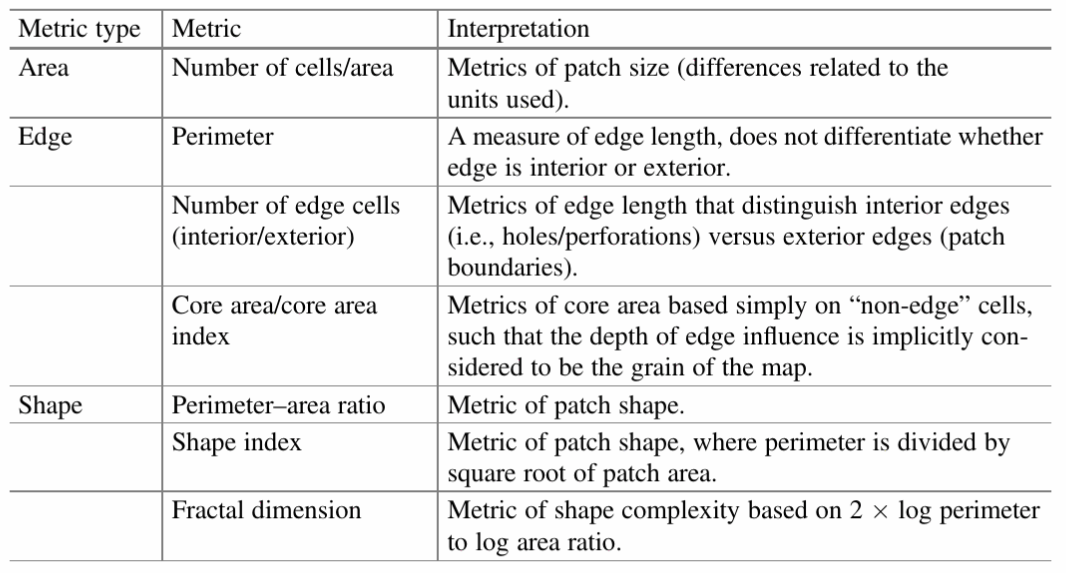 Metric type Metric Interpretation
Area Number of cells/area Metrics of patch size (differences related to the
units used).
Edge Perimeter A measure of edge length, does not differentiate whether
edge is interior or exterior.
Number of edge cells Metrics of edge length that distinguish interior edges
(interior/exterior) (i.e., holes/perforations) versus exterior edges (patch
boundaries).
Core area/core area Metrics of core area based simply on “non-edge” cells,
index such that the depth of edge influence is implicitly con-
sidered to be the grain of the map.
Shape Perimeter–area ratio Metric of patch shape.
Shape index Metric of patch shape, where perimeter is divided by
square root of patch area.
Fractal dimension Metric of shape complexity based on 2 × log perimeter
to log area ratio.